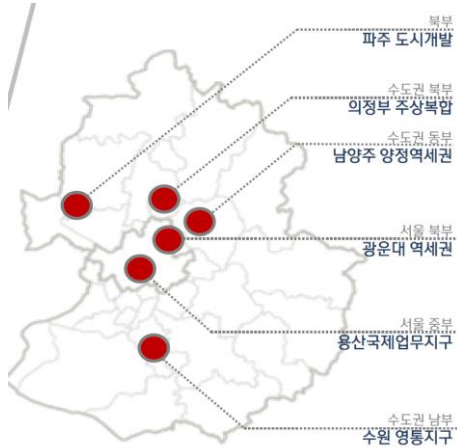 북부
파주 도시개발
수도권 북부
의정부 주상복합
수도권 동부
남양주 양정역세권
서울 북부
광운대 역세권
서울 중부
용산국제업무지구
수도권 남부
수원 영통지구